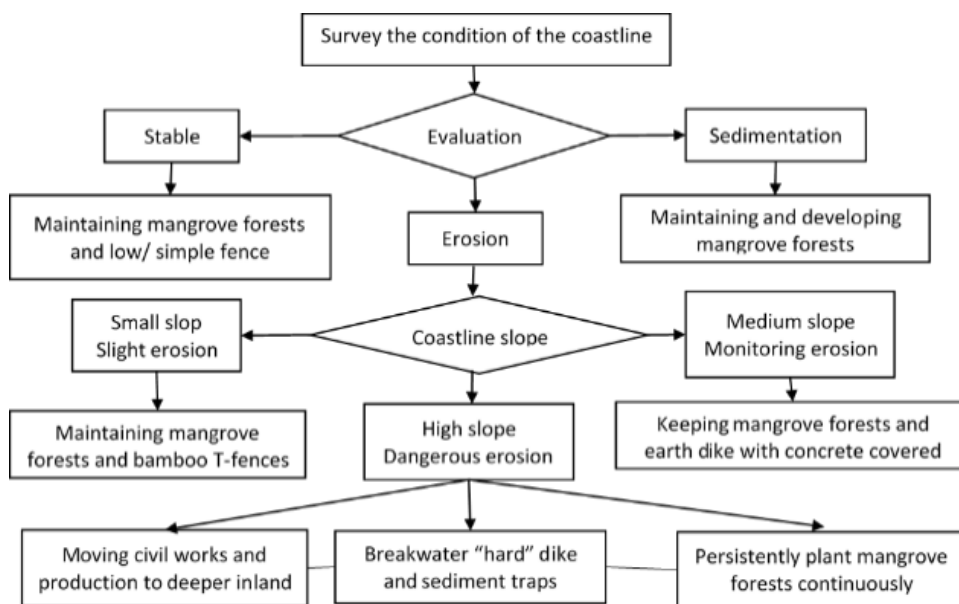 Survey the condition of the coastline
Stable
Evaluation
Sedimentation
Maintaining mangrove forests
and low/ simple fence
Erosion
Maintaining and developing
mangrove forests
Small slop
Slight erosion
Coastline slope
Medium slope
Monitoring erosion
Maintaining mangrove
forests and bamboo T-fences
High slope
Dangerous erosion
Keeping mangrove forests and
earth dike with concrete covered
Moving civil works and
production to deeper inland
Breakwater “hard” dike
and sediment traps
Persistently plant mangrove
forests continuously